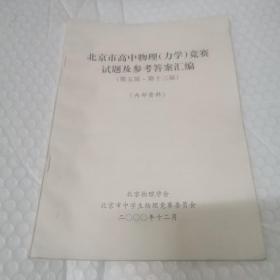 北京市高中物理(力学)竞赛
试题及参考答案汇编
(第五届-第十三届)
(内部资料)
北京物理学会
北京市中学生物理竞赛委员会
二〇〇〇年十二月